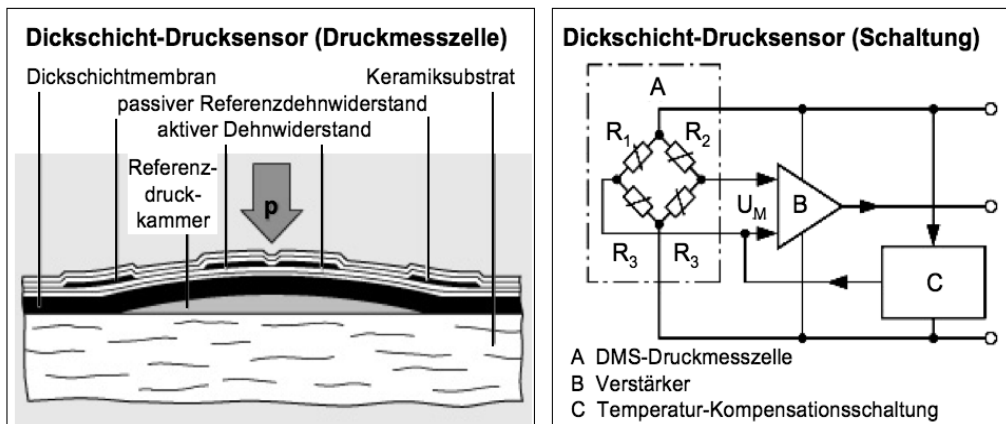 Dickschicht-Drucksensor (Druckmesszelle)
Dickschichtmembran
Keramiksubstrat
passiver Referenzdehnwiderstand
aktiver Dehnwiderstand
Referenz-
druck-
kammer
p
Dickschicht-Drucksensor (Schaltung)
A
R1
R2
UM
B
R3
R3
C
A DMS-Druckmesszelle
B Verstärker
C Temperatur-Kompensationsschaltung